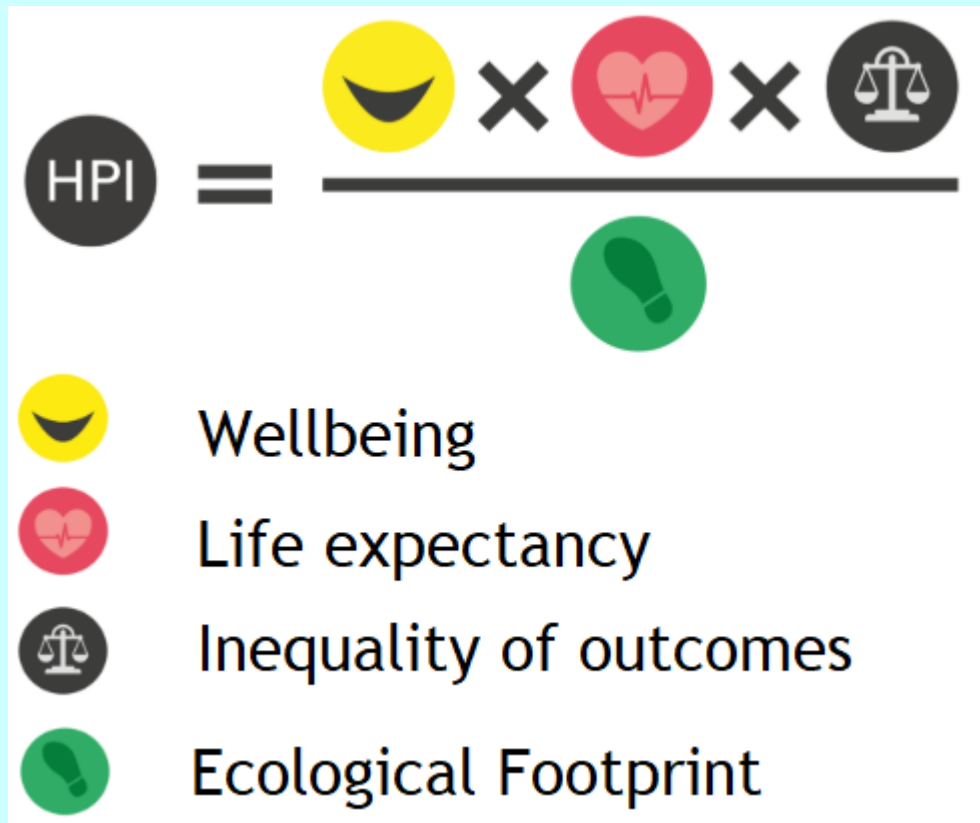 HPI =
Wellbeing
Life expectancy
Inequality of outcomes
Ecological Footprint